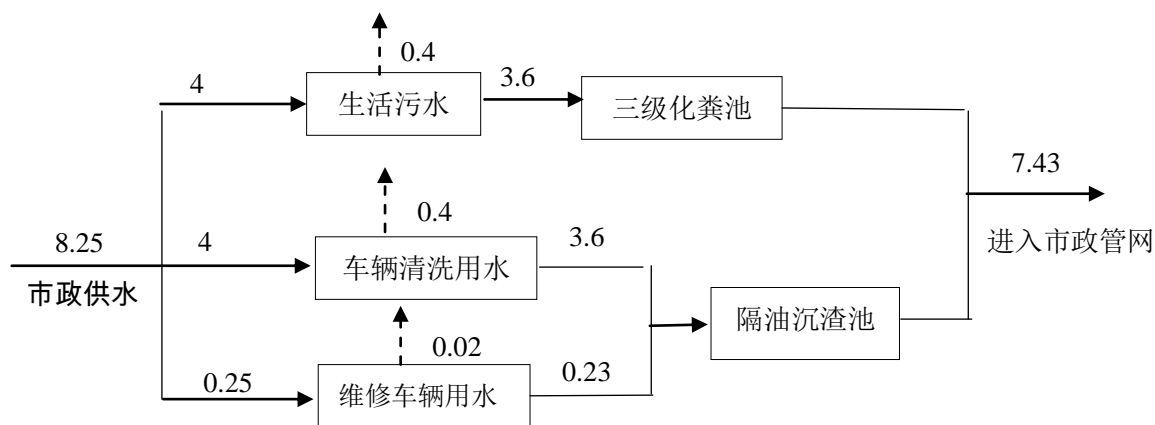 0.4
4
3.6
生活污水
三级化粪池
7.43
0.4
8.25
4
3.6
进入市政管网
车辆清洗用水
市政供水
隔油沉渣池
0.02
0.25
0.23
维修车辆用水